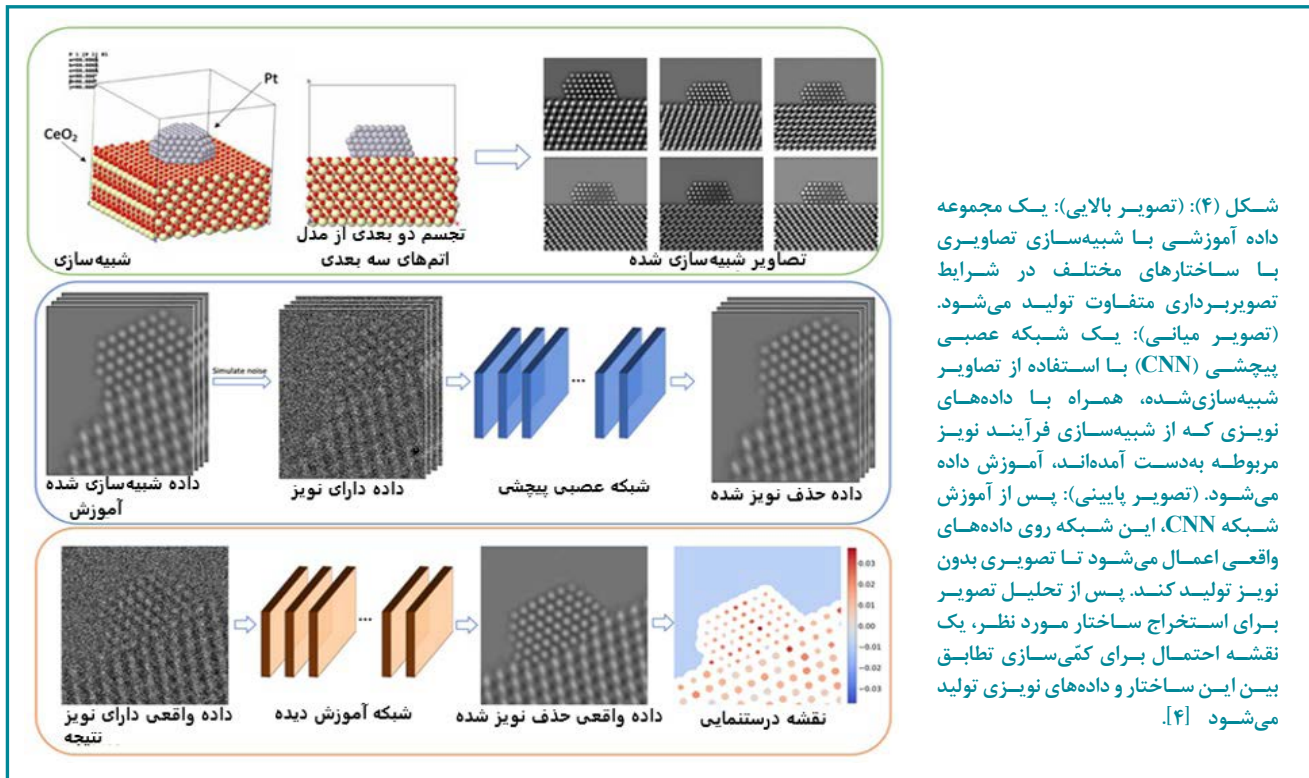 Pt
CeO2
شبیه‌سازی
تجسم دو بعدی از مدل
اتم‌های سه بعدی
تصاویر شبیه‌سازی شده
Simulate noise
...
داده شبیه‌سازی شده
داده دارای نویز
شبکه عصبی پیچشی
داده حذف نویز شده
آموزش
...
0.03
0.02
0.01
0.00
−0.01
−0.02
−0.03
داده واقعی دارای نویز
شبکه آموزش دیده
داده واقعی حذف نویز شده
نقشه درستنمایی
نتیجه
شکل (۴): (تصویر بالایی): یک مجموعه
داده آموزشی با شبیه‌سازی تصاویری
با ساختارهای مختلف در شرایط
تصویربرداری متفاوت تولید می‌شود.
(تصویر میانی): یک شبکه عصبی
پیچشی (CNN) با استفاده از تصاویر
شبیه‌سازی‌شده، همراه با داده‌های
نویزی که از شبیه‌سازی فرآیند نویز
مربوطه به‌دست آمده‌اند، آموزش داده
می‌شود. (تصویر پایینی): پس از آموزش
شبکه CNN، این شبکه روی داده‌های
واقعی اعمال می‌شود تا تصویری بدون
نویز تولید کند. پس از تحلیل تصویر
برای استخراج ساختار مورد نظر، یک
نقشه احتمال برای کمّی‌سازی تطابق
بین این ساختار و داده‌های نویزی تولید
می‌شود [۴].